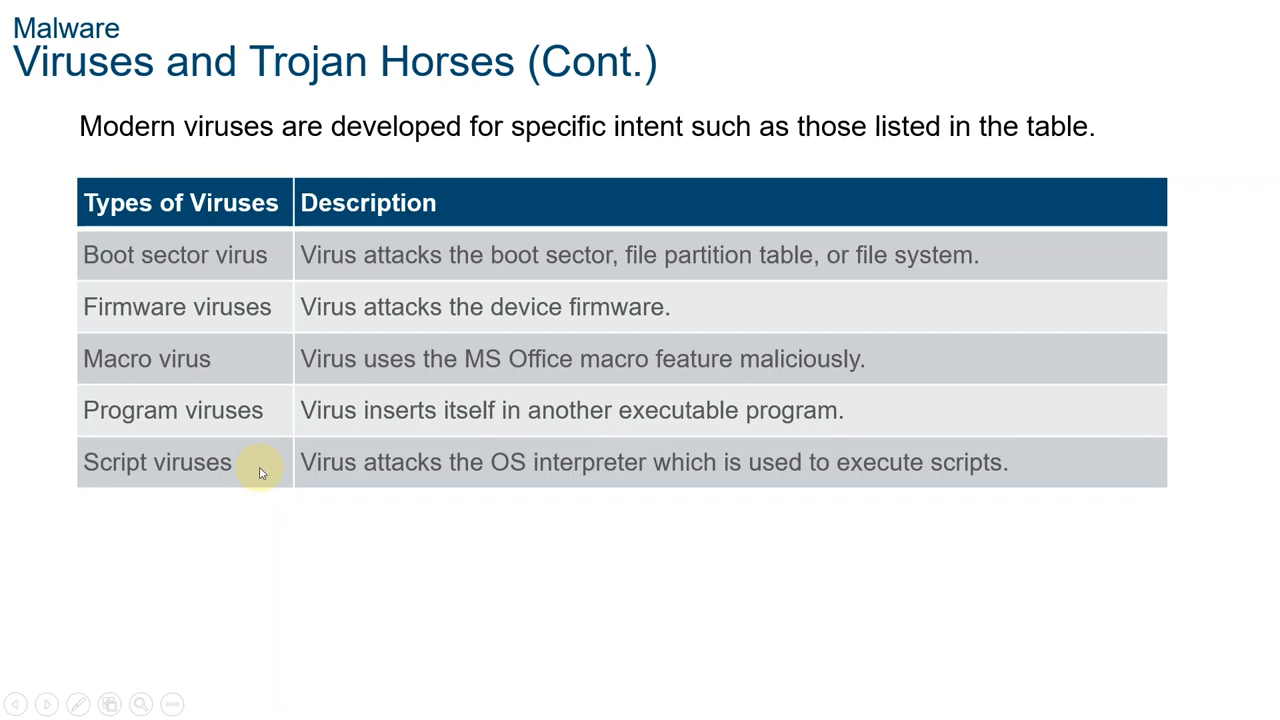 Malware
Viruses and Trojan Horses (Cont.)
Modern viruses are developed for specific intent such as those listed in the table.
Types of Viruses Description
Boot sector virus Virus attacks the boot sector, file partition table, or file system.
Firmware viruses Virus attacks the device firmware.
Macro virus Virus uses the MS Office macro feature maliciously.
Program viruses Virus inserts itself in another executable program.
Script viruses Virus attacks the OS interpreter which is used to execute scripts.